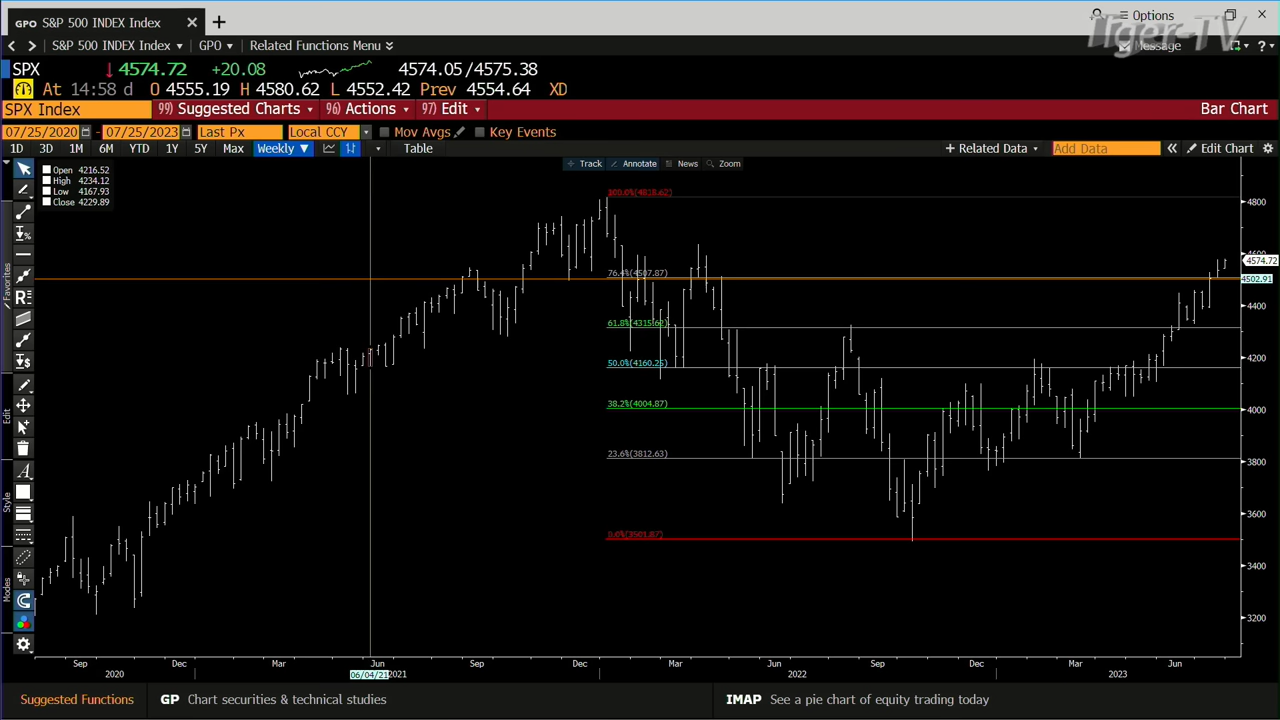 GPO S&P 500 INDEX Index × +
Options
S&P 500 INDEX Index GPO Related Functions Menu
Tiger-TV
Message ?
SPX 4574.72 +20.08 4574.05/4575.38
At 14:58 d O 4555.19 H 4580.62 L 4552.42 Prev 4554.64 XD
SPX Index 99) Suggested Charts 96) Actions 97) Edit Bar Chart
07/25/2020 - 07/25/2023 Last Px Local CCY Mov Avgs Key Events
1D 3D 1M 6M YTD 1Y 5Y Max Weekly Table + Related Data Add Data « Edit Chart
Track Annotate News Zoom
Open 4216.52
High 4234.12
Low 4167.93
Close 4229.89
100.0%(4818.62)
76.4%(4507.87)
61.8%(4315.62)
50.0%(4160.25)
38.2%(4004.87)
23.6%(3812.63)
0.0%(3501.87)
4800
4600
4574.72
4502.91
4400
4200
4000
3800
3600
3400
3200
Favorites
Edit
Style
Modes
Sep Dec Mar Jun Sep Dec Mar Jun Sep Dec Mar Jun
2020 06/04/21 2021 2022 2023
Suggested Functions GP Chart securities & technical studies IMAP See a pie chart of equity trading today